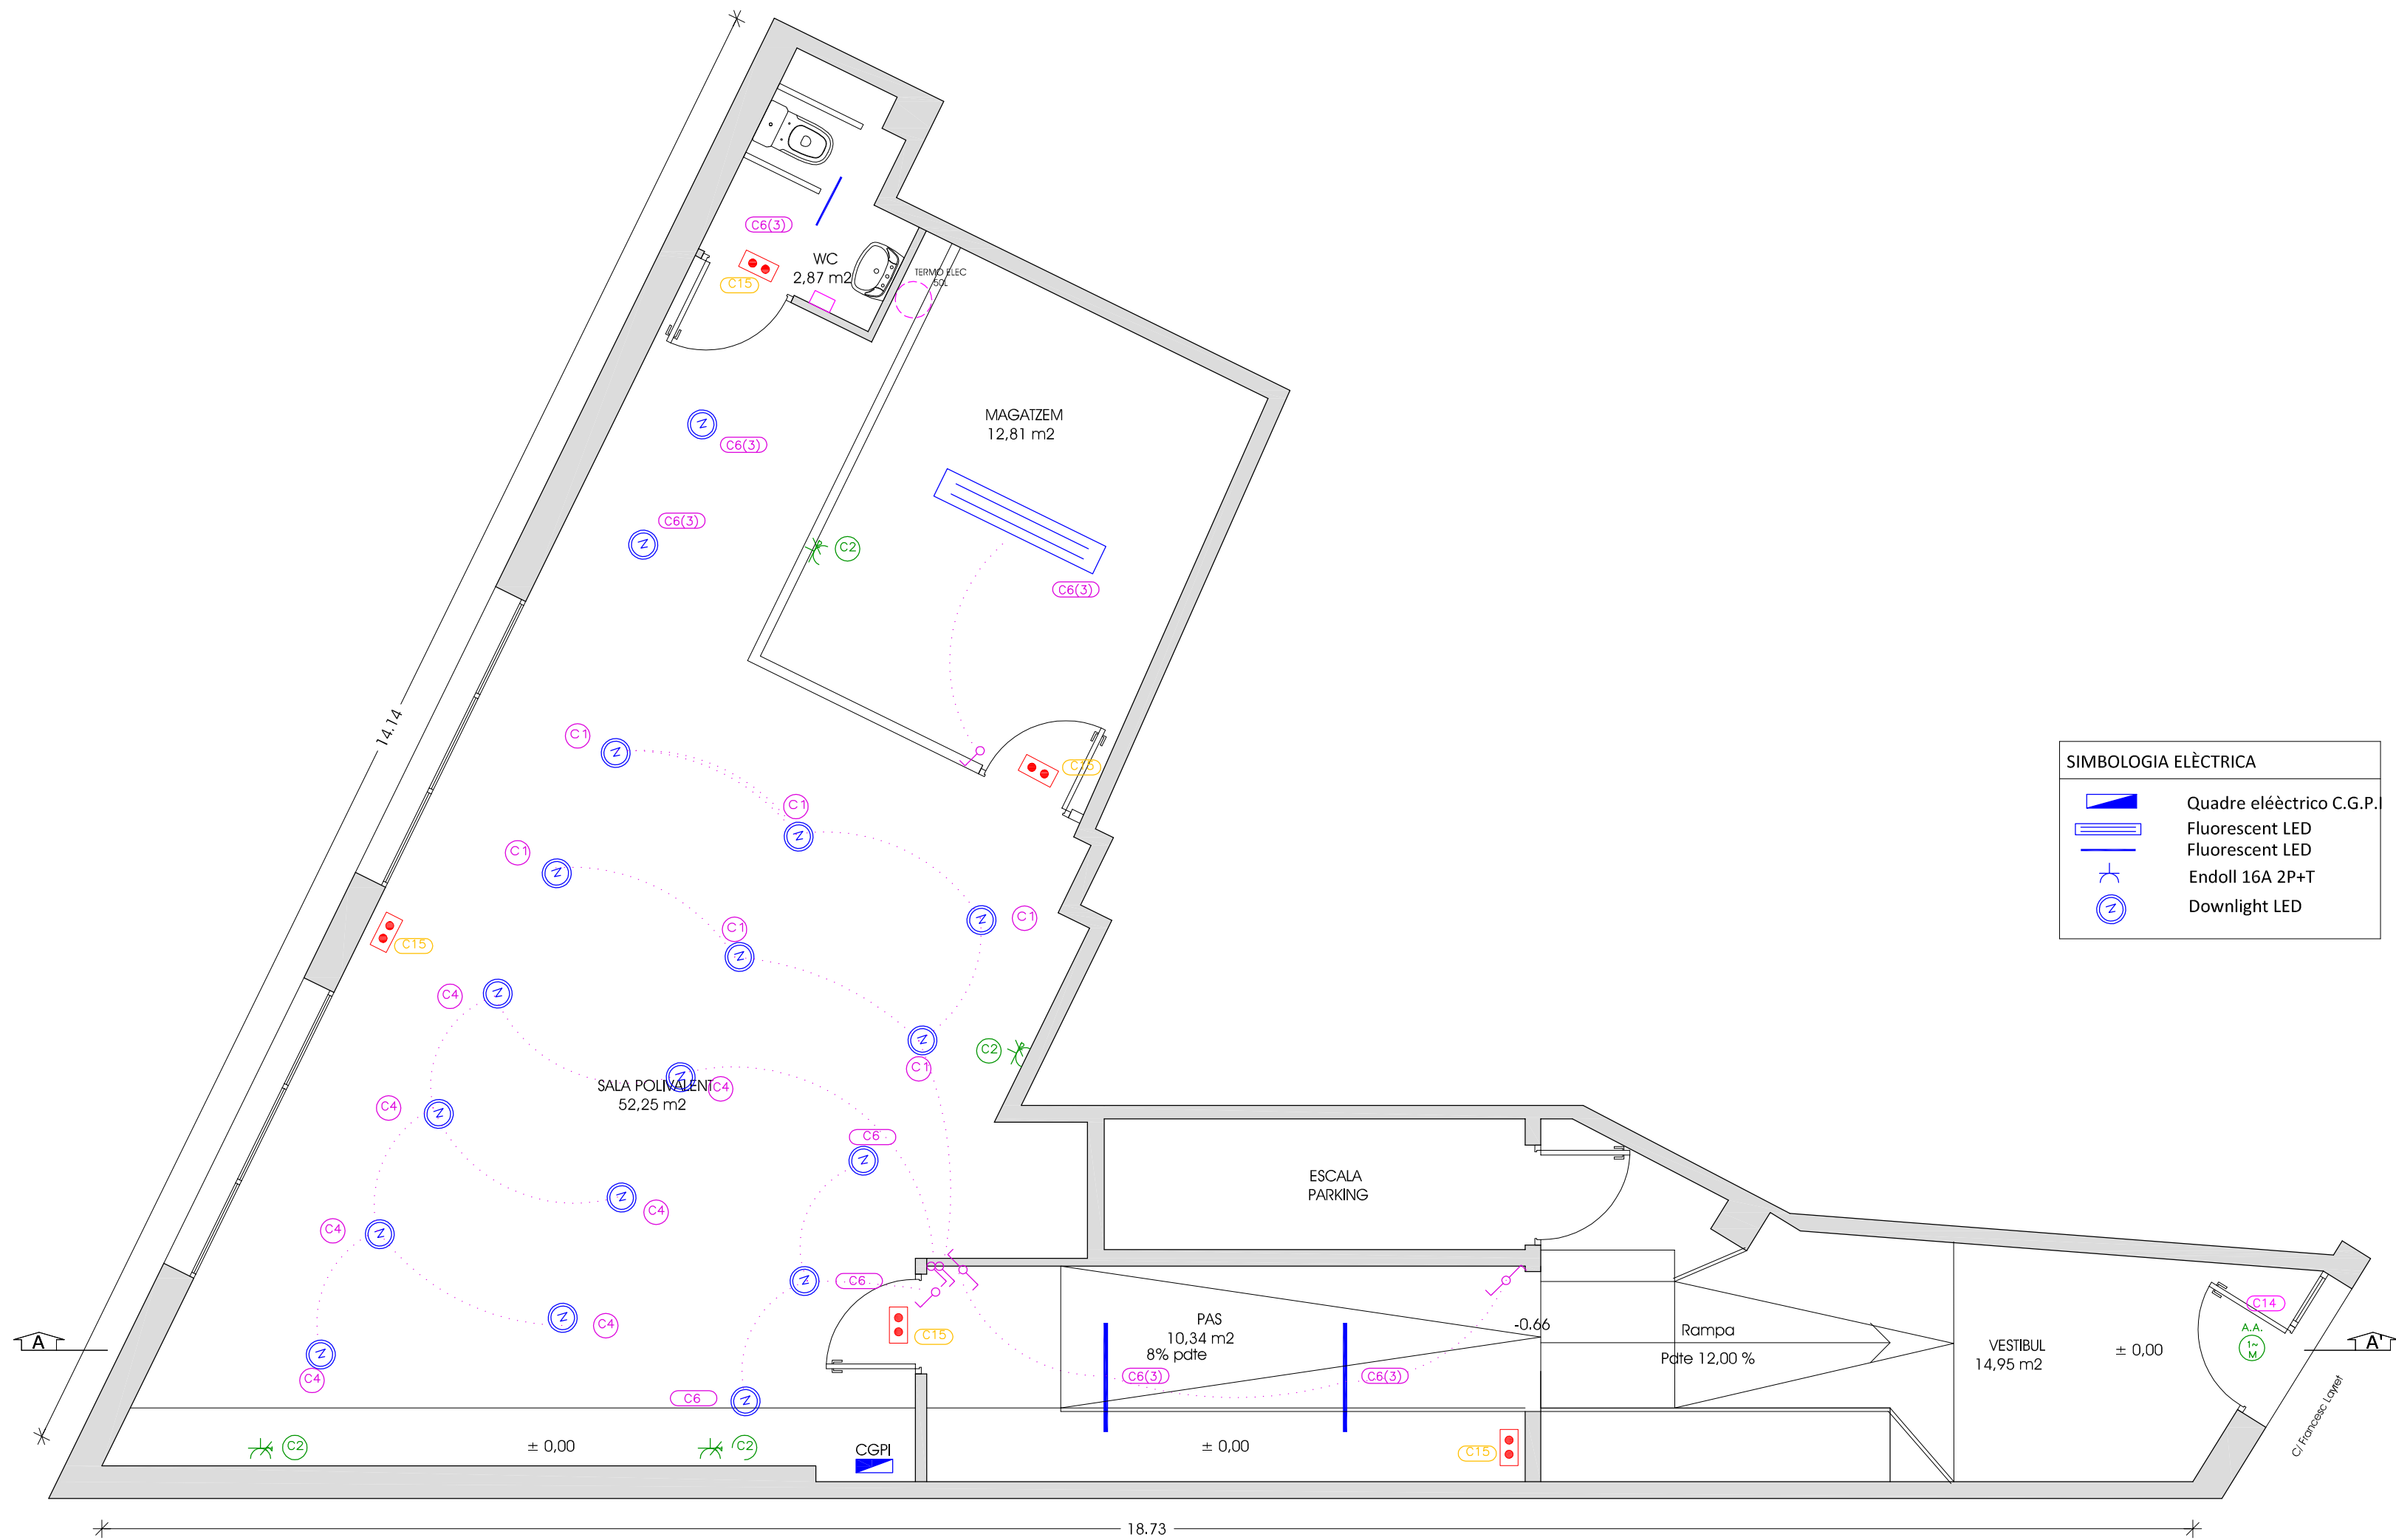 C6(3)
WC
2,87 m2
TERMO ELEC
50L
C15
MAGATZEM
12,81 m2
C6(3)
C6(3)
C2
C6(3)
14.14
C1
C15
C1
C1
C1
C1
C15
C4
C2
C1
SALA POLIVALENT
52,25 m2
C4
C4
C6
ESCALA
PARKING
C4
C4
C6
C15
C4
C4
C6
PAS
10,34 m2
8% pdte
-0.66
C6(3)
C6(3)
Rampa
Pdte 12,00 %
VESTIBUL
14,95 m2
± 0,00
C14
A.A.
1~
M
A
A'
C/ Francesc Layret
C2
± 0,00
C2
CGPI
± 0,00
C15
18.73
SIMBOLOGIA ELÈCTRICA
Quadre eléèctrico C.G.P.I
Fluorescent LED
Fluorescent LED
Endoll 16A 2P+T
Downlight LED